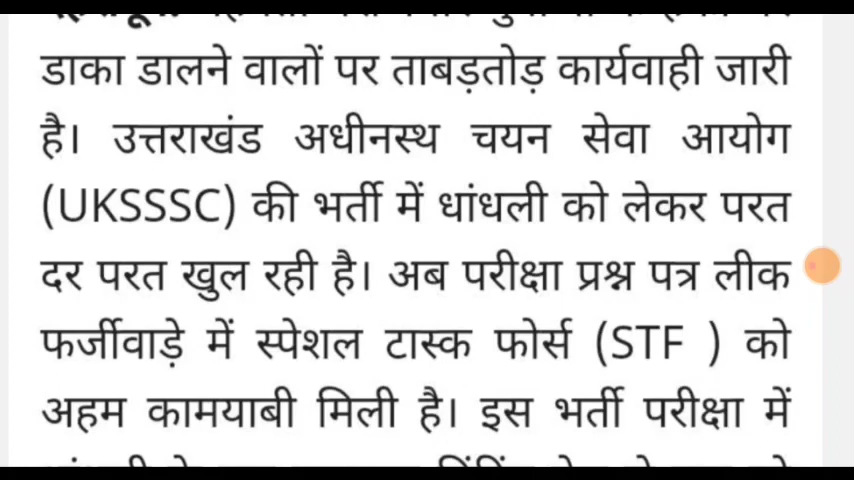 डाका डालने वालों पर ताबड़तोड़ कार्यवाही जारी
है। उत्तराखंड अधीनस्थ चयन सेवा आयोग
(UKSSSC) की भर्ती में धांधली को लेकर परत
दर परत खुल रही है। अब परीक्षा प्रश्न पत्र लीक
फर्जीवाड़े में स्पेशल टास्क फोर्स (STF ) को
अहम कामयाबी मिली है। इस भर्ती परीक्षा में